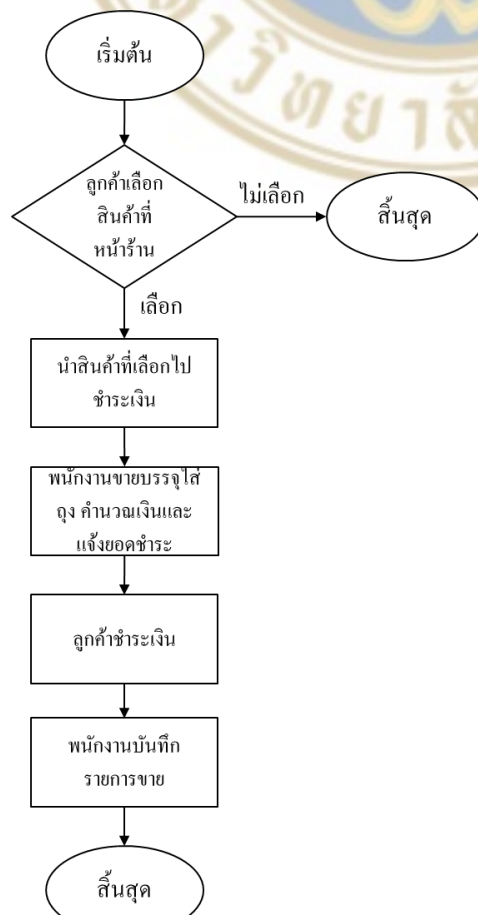 เริ่มต้น
ลูกค้าเลือก
สินค้าที่
หน้าร้าน
ไม่เลือก
สิ้นสุด
เลือก
นำสินค้าที่เลือกไป
ชำระเงิน
พนักงานขายบรรจุใส่
ถุง คำนวณเงินและ
แจ้งยอดชำระ
ลูกค้าชำระเงิน
พนักงานบันทึก
รายการขาย
สิ้นสุด